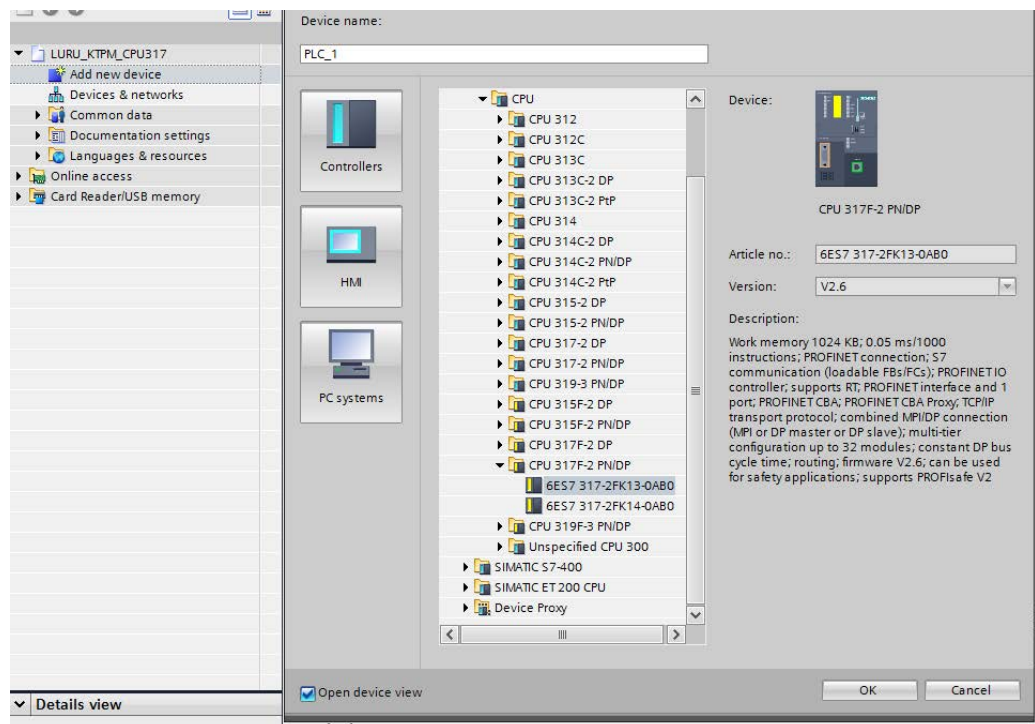 Device name:
LURU_KTPM_CPU317
PLC_1
Add new device
Devices & networks
Common data
Documentation settings
Languages & resources
Online access
Card Reader/USB memory
Controllers
HMI
PC systems
CPU
CPU 312
CPU 312C
CPU 313C
CPU 313C-2 DP
CPU 313C-2 PtP
CPU 314
CPU 314C-2 DP
CPU 314C-2 PN/DP
CPU 314C-2 PtP
CPU 315-2 DP
CPU 315-2 PN/DP
CPU 317-2 DP
CPU 317-2 PN/DP
CPU 319-3 PN/DP
CPU 315F-2 DP
CPU 315F-2 PN/DP
CPU 317F-2 DP
CPU 317F-2 PN/DP
6ES7 317-2FK13-0AB0
6ES7 317-2FK14-0AB0
CPU 319F-3 PN/DP
Unspecified CPU 300
SIMATIC S7-400
SIMATIC ET 200 CPU
Device Proxy
Device:
CPU 317F-2 PN/DP
Article no.: 6ES7 317-2FK13-0AB0
Version: V2.6
Description:
Work memory 1024 KB; 0.05 ms/1000
instructions; PROFINET connection; S7
communication (loadable FBs/FCs); PROFINET IO
controller; supports RT; PROFINET interface and 1
port; PROFINET CBA; PROFINET CBA Proxy; TCP/IP
transport protocol; combined MPI/DP connection
(MPI or DP master or DP slave); multi-tier
configuration up to 32 modules; constant DP bus
cycle time; routing; firmware V2.6; can be used
for safety applications; supports PROFIsafe V2
Open device view
OK
Cancel
Details view